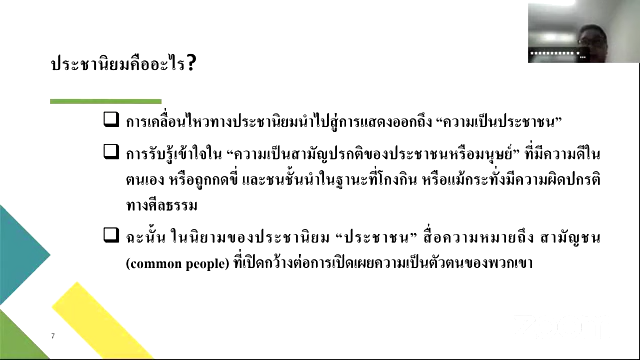 ประชานิยมคืออะไร?
การเคลื่อนไหวทางประชานิยมนำไปสู่การแสดงออกถึง “ความเป็นประชาชน”
การรับรู้เข้าใจใน “ความเป็นสามัญปรกติของประชาชนหรือมนุษย์” ที่มีความดีใน
ตนเอง หรือถูกกดขี่ และชนชั้นนำในฐานะที่โกงกิน หรือแม้กระทั่งมีความผิดปกรติ
ทางศีลธรรม
ฉะนั้น ในนิยามของประชานิยม “ประชาชน” สื่อความหมายถึง สามัญชน
(common people) ที่เปิดกว้างต่อการเปิดเผยความเป็นตัวตนของพวกเขา
7